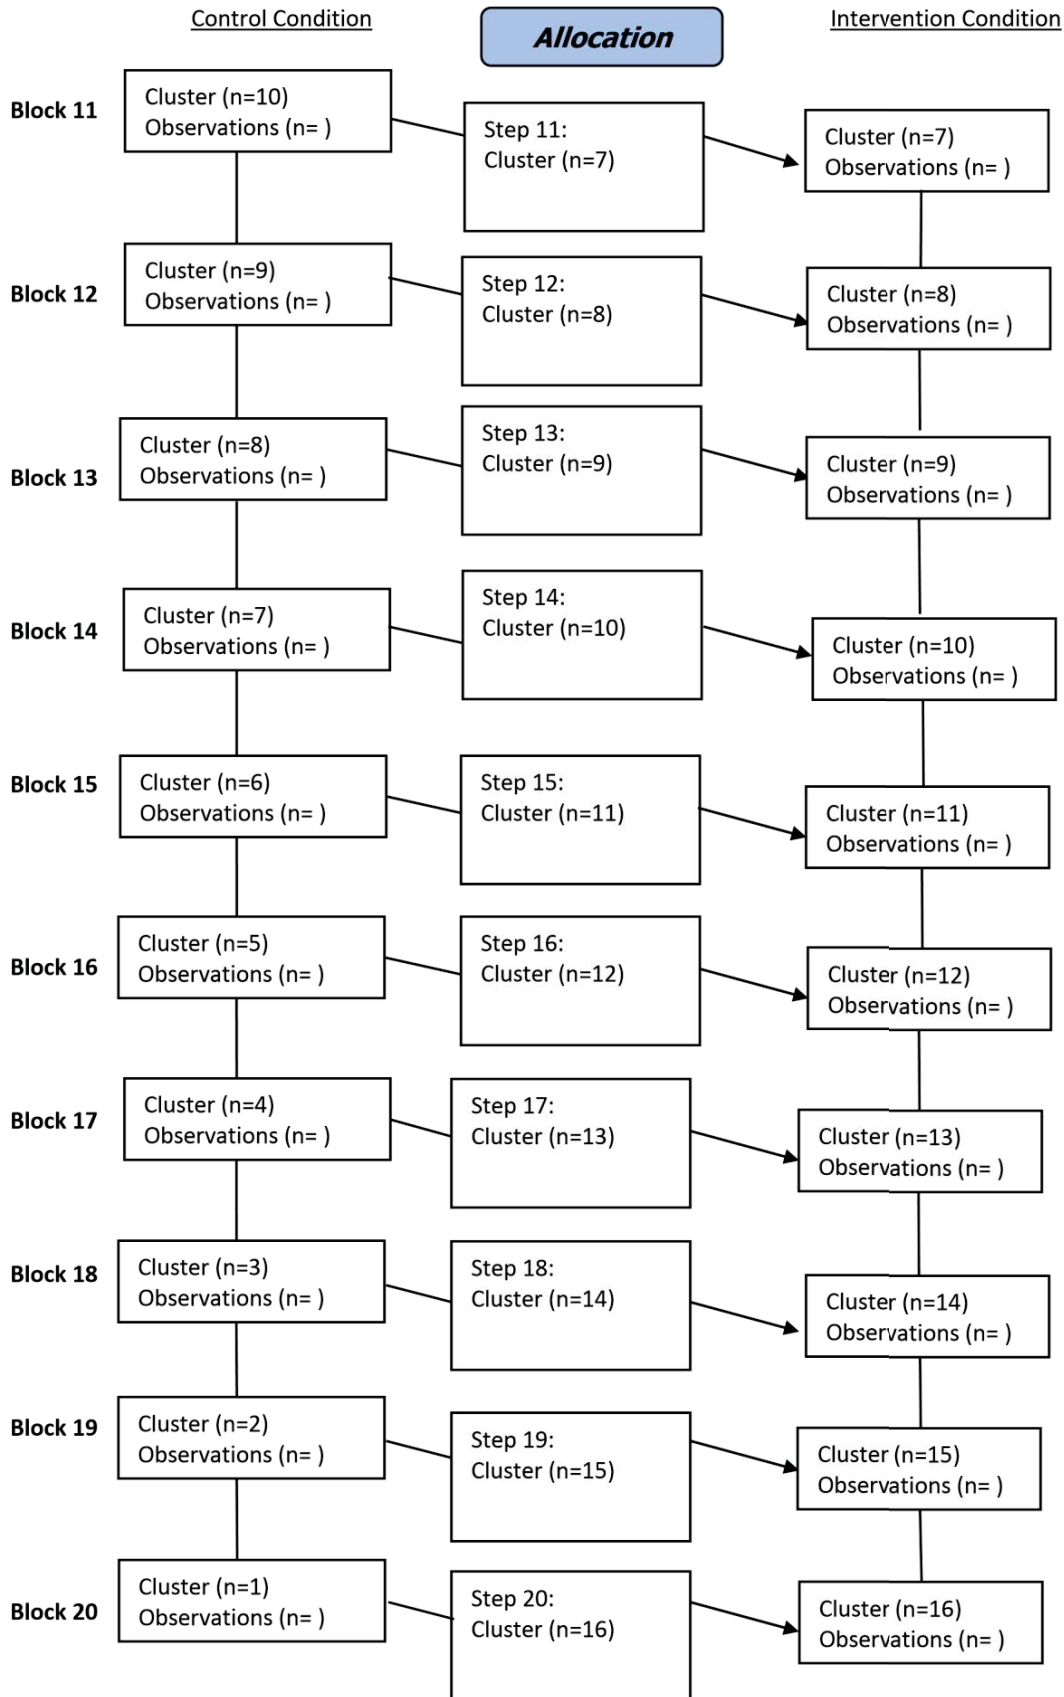 Control Condition
Allocation
Intervention Condition
Block 11
Cluster (n=10)
Observations (n= )
Step 11:
Cluster (n=7)
Cluster (n=7)
Observations (n= )
Block 12
Cluster (n=9)
Observations (n= )
Step 12:
Cluster (n=8)
Cluster (n=8)
Observations (n= )
Block 13
Cluster (n=8)
Observations (n= )
Step 13:
Cluster (n=9)
Cluster (n=9)
Observations (n= )
Block 14
Cluster (n=7)
Observations (n= )
Step 14:
Cluster (n=10)
Cluster (n=10)
Observations (n= )
Block 15
Cluster (n=6)
Observations (n= )
Step 15:
Cluster (n=11)
Cluster (n=11)
Observations (n= )
Block 16
Cluster (n=5)
Observations (n= )
Step 16:
Cluster (n=12)
Cluster (n=12)
Observations (n= )
Block 17
Cluster (n=4)
Observations (n= )
Step 17:
Cluster (n=13)
Cluster (n=13)
Observations (n= )
Block 18
Cluster (n=3)
Observations (n= )
Step 18:
Cluster (n=14)
Cluster (n=14)
Observations (n= )
Block 19
Cluster (n=2)
Observations (n= )
Step 19:
Cluster (n=15)
Cluster (n=15)
Observations (n= )
Block 20
Cluster (n=1)
Observations (n= )
Step 20:
Cluster (n=16)
Cluster (n=16)
Observations (n= )